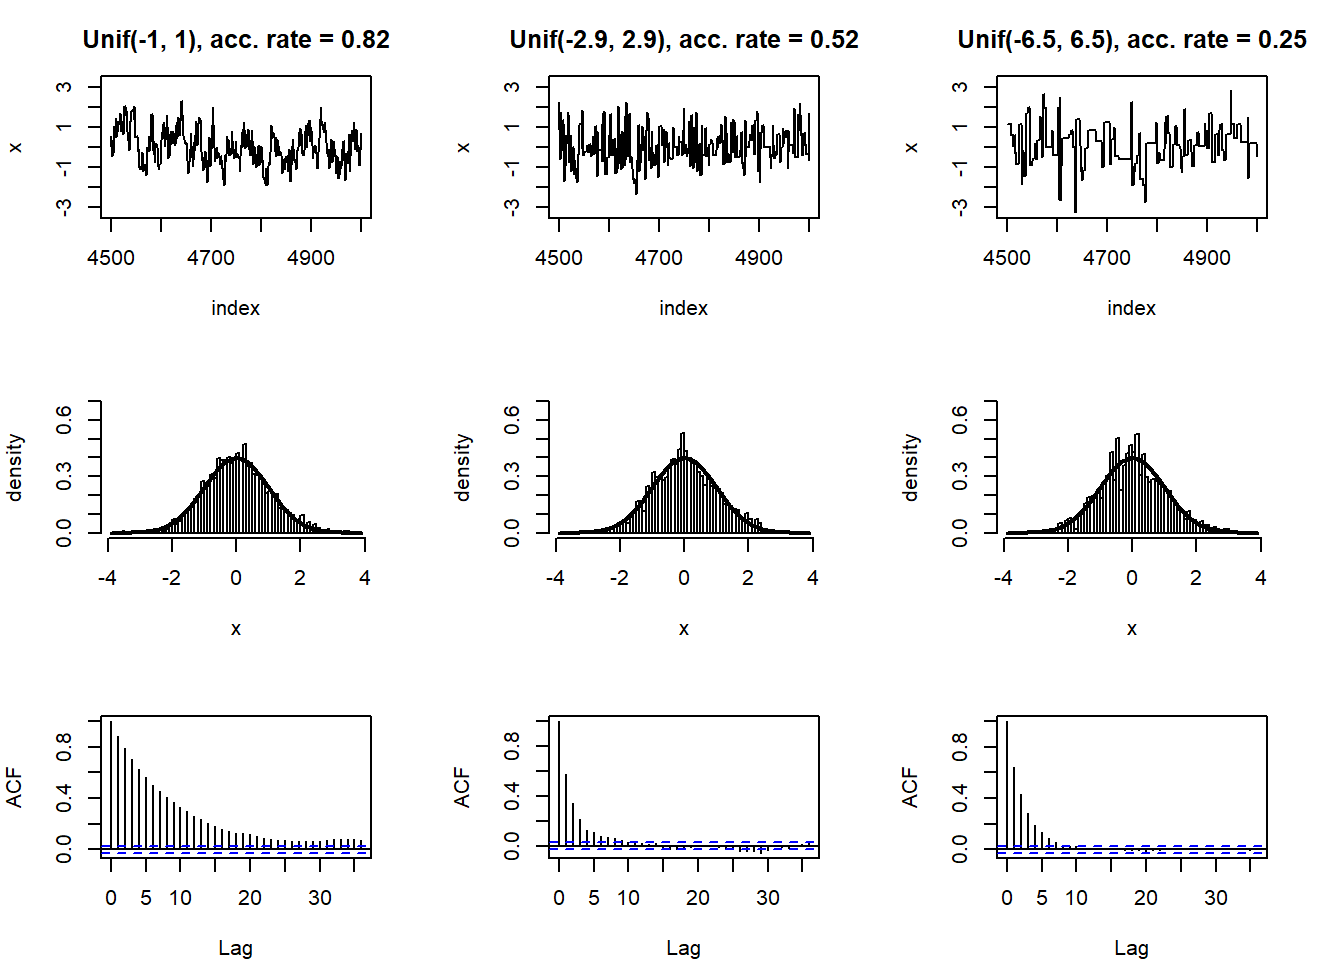 Unif(-1, 1), acc. rate = 0.82
x
3
1
-1
-3
4500 4700 4900
index
Unif(-2.9, 2.9), acc. rate = 0.52
x
3
1
-1
-3
4500 4700 4900
index
Unif(-6.5, 6.5), acc. rate = 0.25
x
3
1
-1
-3
4500 4700 4900
index
density
0.6
0.3
0.0
-4 -2 0 2 4
x
density
0.6
0.3
0.0
-4 -2 0 2 4
x
density
0.6
0.3
0.0
-4 -2 0 2 4
x
ACF
0.8
0.4
0.0
0 5 10 20 30
Lag
ACF
0.8
0.4
0.0
0 5 10 20 30
Lag
ACF
0.8
0.4
0.0
0 5 10 20 30
Lag